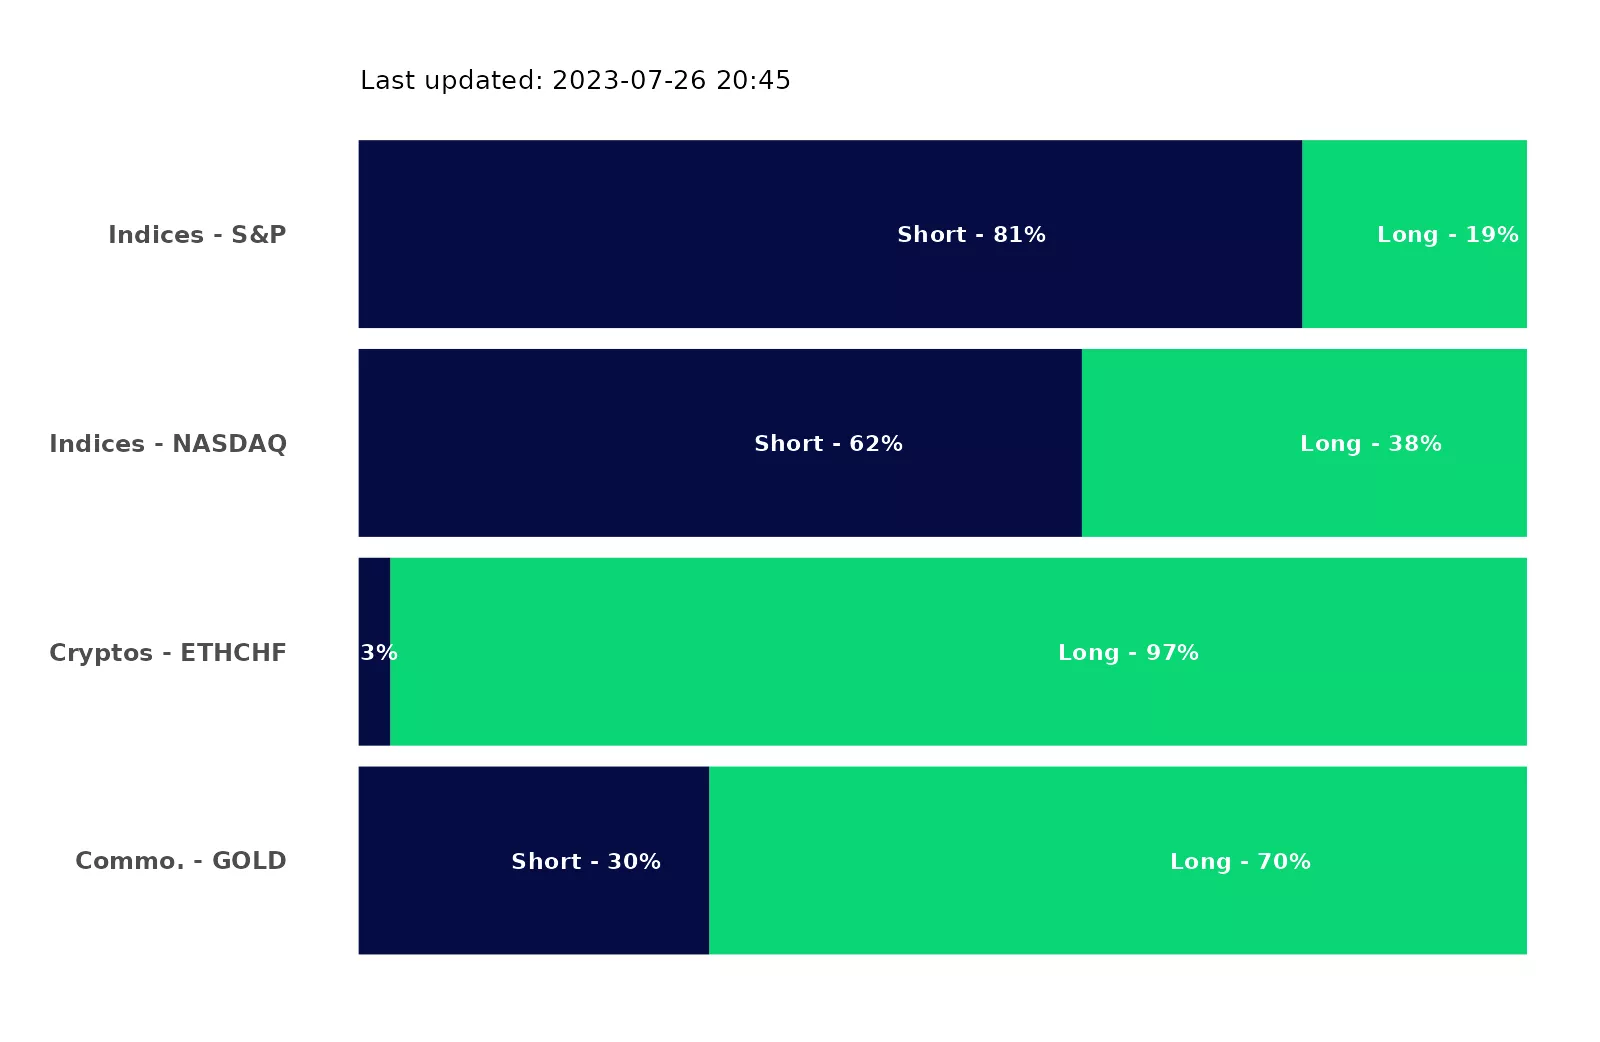 Last updated: 2023-07-26 20:45
Indices - S&P
Short - 81%
Long - 19%
Indices - NASDAQ
Short - 62%
Long - 38%
Cryptos - ETHCHF
3%
Long - 97%
Commo. - GOLD
Short - 30%
Long - 70%